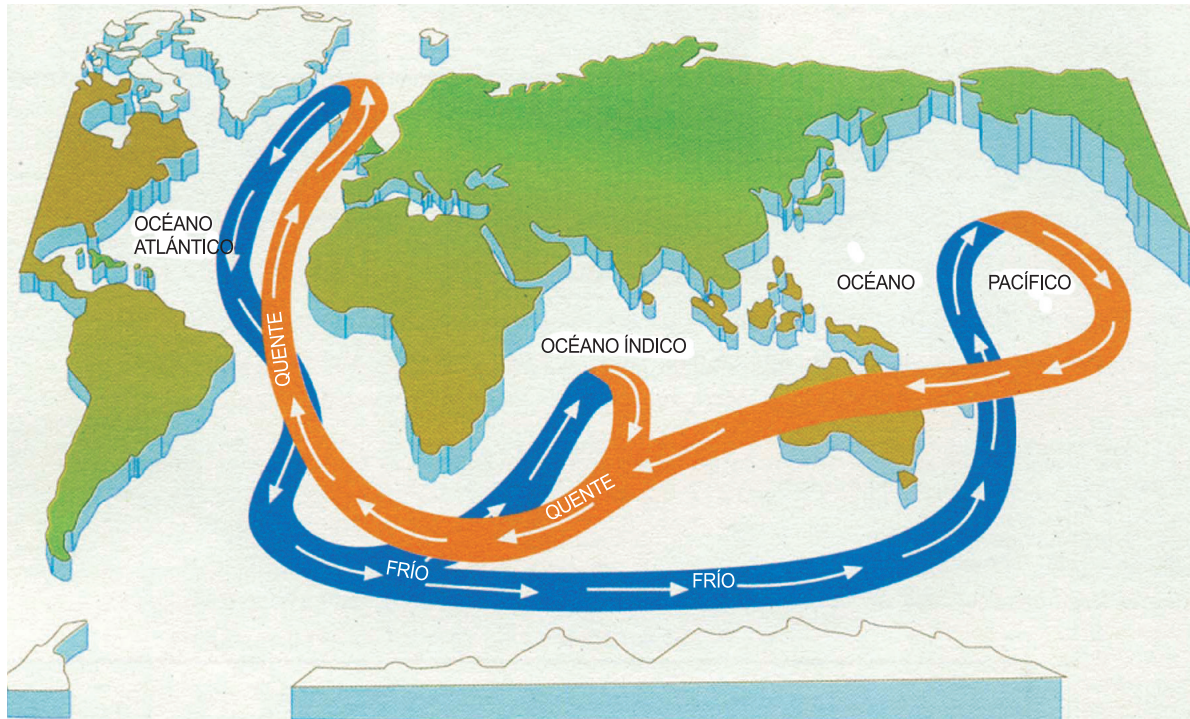 OCÉANO
ATLÁNTICO
OCÉANO
PACÍFICO
QUENTE
OCÉANO ÍNDICO
QUENTE
FRÍO
FRÍO